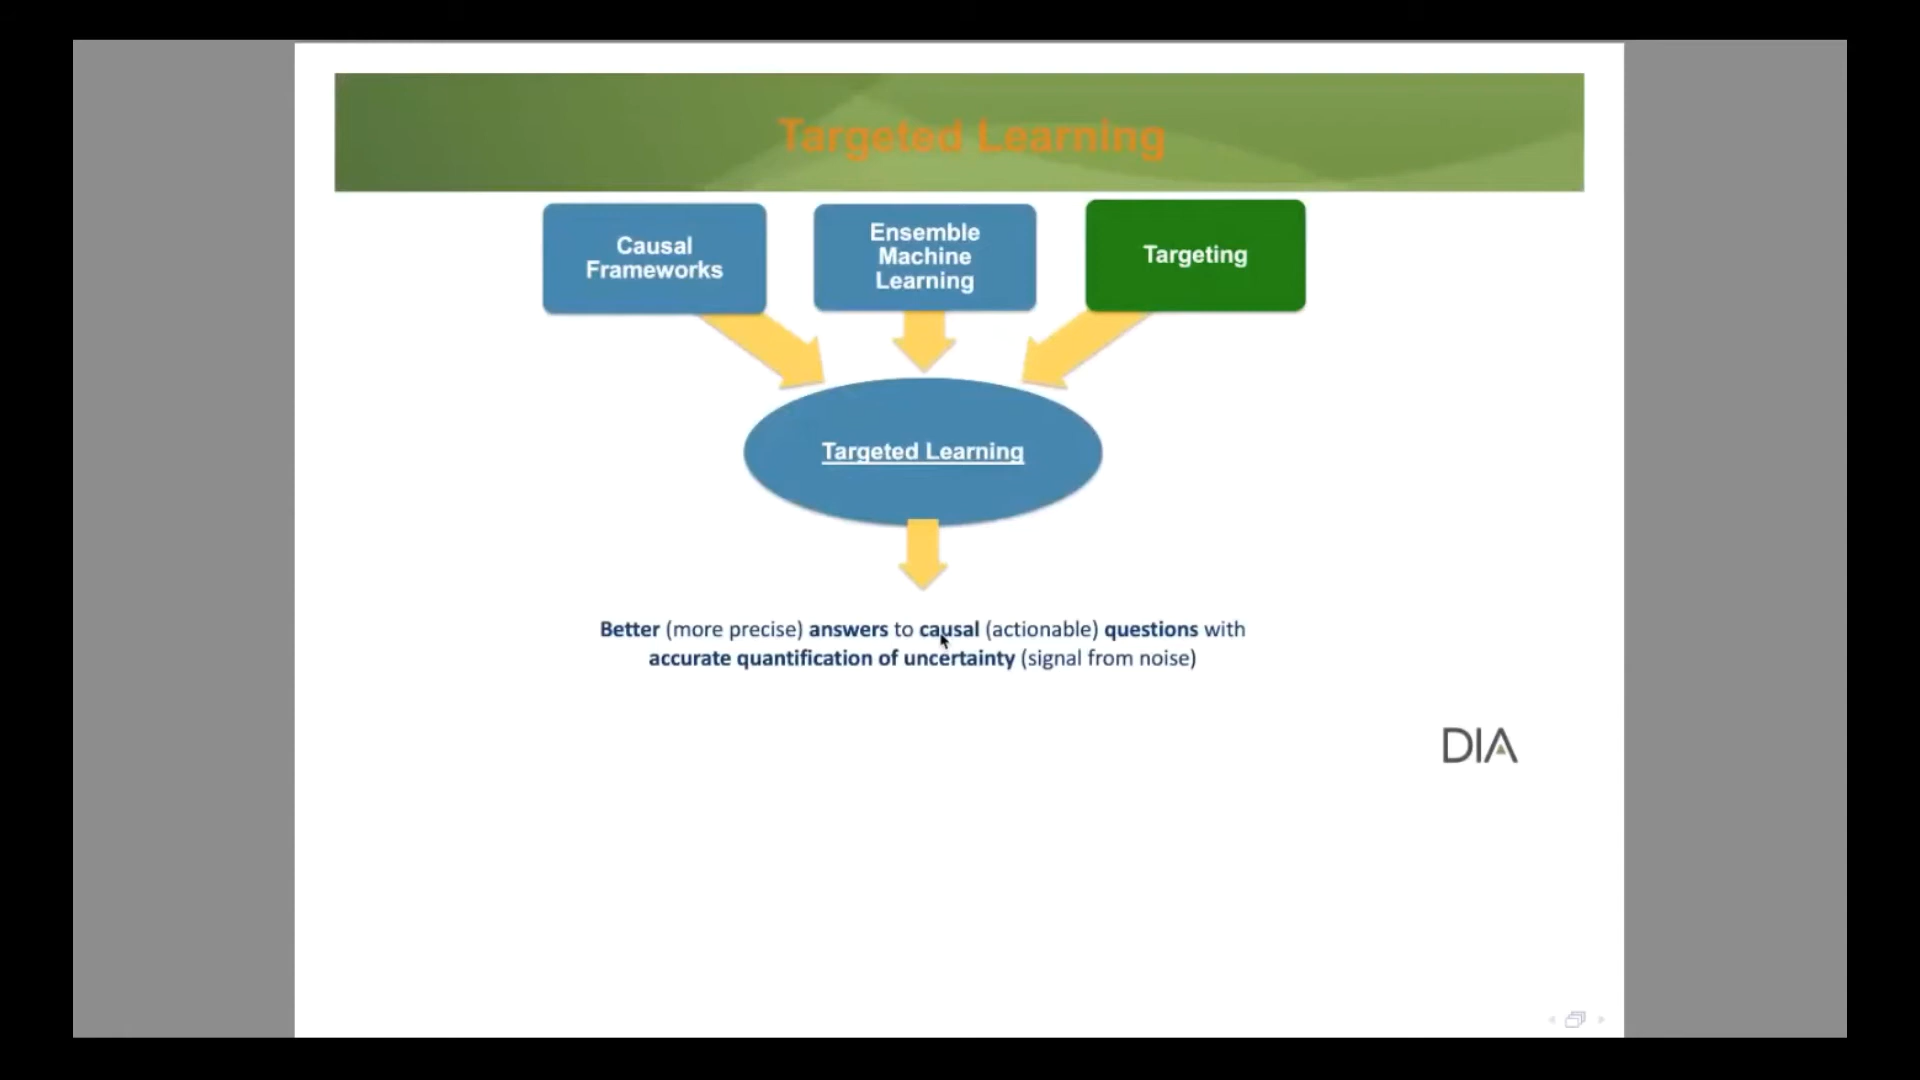 Targeted Learning
Causal
Frameworks
Ensemble
Machine
Learning
Targeting
Targeted Learning
Better (more precise) answers to causal (actionable) questions with
accurate quantification of uncertainty (signal from noise)
DIA